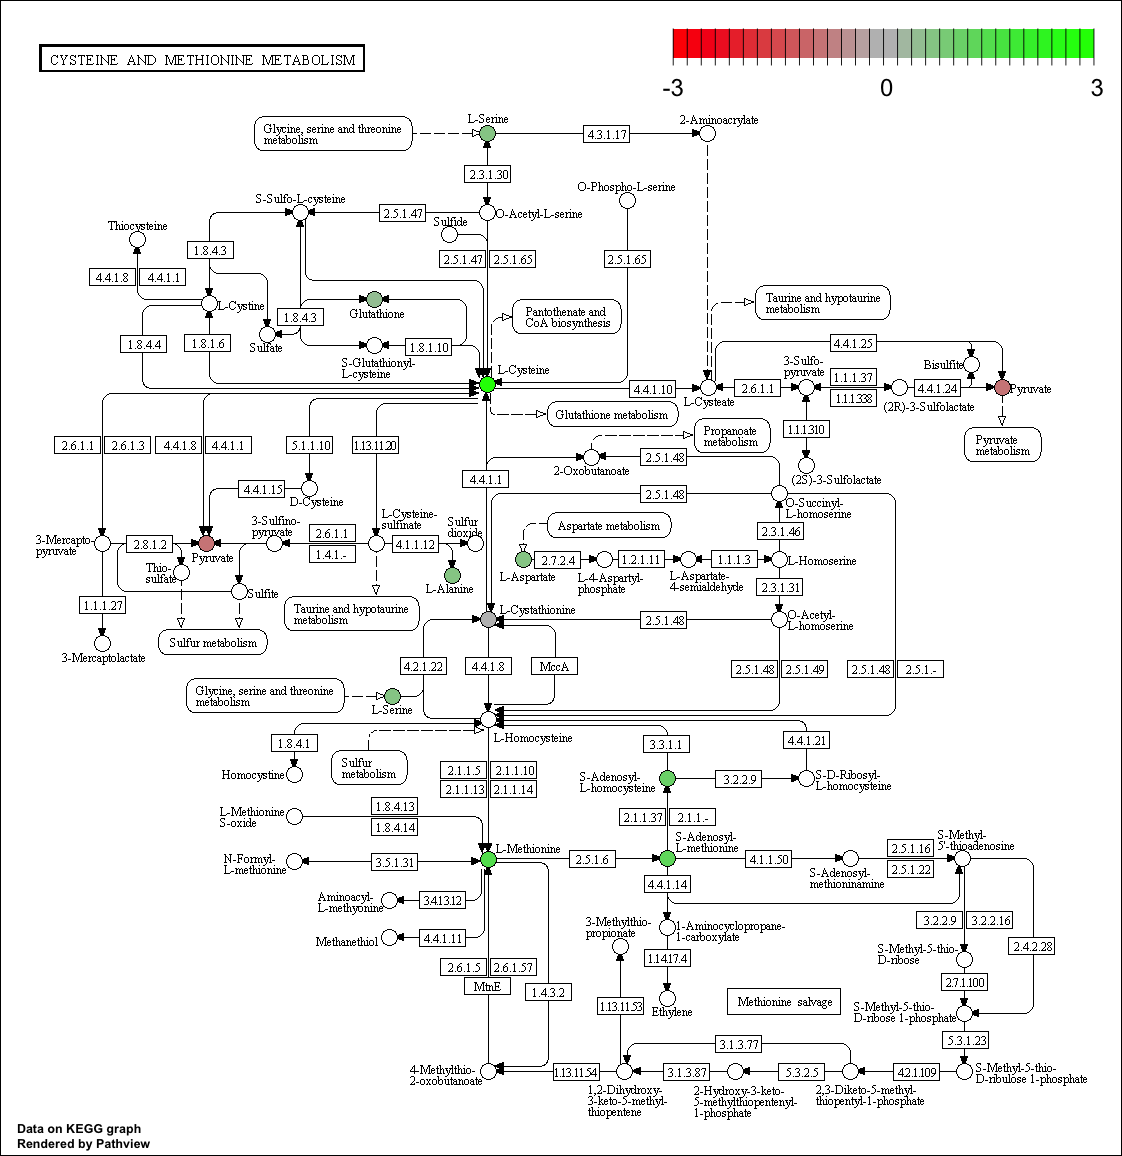 CYSTEINE AND METHIONINE METABOLISM
-3
0
3
Glycine, serine and threonine
metabolism
L-Serine
4.3.1.17
2-Aminoacrylate
2.3.1.30
O-Phospho-L-serine
S-Sulfo-L-cysteine
2.5.1.47
O-Acetyl-L-serine
Sulfide
Thiocysteine
1.8.4.3
2.5.1.47
2.5.1.65
2.5.1.65
4.4.1.8
4.4.1.1
L-Cystine
1.8.4.3
Glutathione
Pantothenate and
CoA biosynthesis
Taurine and hypotaurine
metabolism
Sulfate
1.8.4.4
1.8.1.6
1.8.1.10
S-Glutathionyl-
L-cysteine
L-Cysteine
4.4.1.25
3-Sulfo-
pyruvate
Bisulfite
4.4.1.10
L-Cysteate
2.6.1.1
1.1.1.37
1.1.1.338
4.4.1.24
(2R)-3-Sulfolactate
Pyruvate
Glutathione metabolism
Propanoate
metabolism
1.1.1.310
Pyruvate
metabolism
2.6.1.1
2.6.1.3
4.4.1.8
4.4.1.1
5.1.1.10
1.13.11.20
4.4.1.1
2-Oxobutanoate
2.5.1.48
(2S)-3-Sulfolactate
4.4.1.15
D-Cysteine
2.5.1.48
O-Succinyl-
L-homoserine
L-Cysteine-
sulfinate
Sulfur
dioxide
3-Sulfino-
pyruvate
Aspartate metabolism
2.3.1.46
3-Mercapto-
pyruvate
2.8.1.2
Pyruvate
2.6.1.1
1.4.1.-
4.1.1.12
L-Aspartate
2.7.2.4
L-4-Aspartyl-
phosphate
1.2.1.11
L-Aspartate-
4-semialdehyde
1.1.1.3
L-Homoserine
Thio-
sulfate
Sulfite
L-Alanine
2.3.1.31
1.1.1.27
Taurine and hypotaurine
metabolism
L-Cystathionine
2.5.1.48
O-Acetyl-
L-homoserine
Sulfur metabolism
3-Mercaptolactate
4.2.1.22
4.4.1.8
MccA
2.5.1.48
2.5.1.49
2.5.1.48
2.5.1.-
Glycine, serine and threonine
metabolism
L-Serine
L-Homocysteine
1.8.4.1
Sulfur
metabolism
3.3.1.1
4.4.1.21
Homocystine
2.1.1.5
2.1.1.10
2.1.1.13
2.1.1.14
S-Adenosyl-
L-homocysteine
3.2.2.9
S-D-Ribosyl-
L-homocysteine
L-Methionine
S-oxide
1.8.4.13
1.8.4.14
2.1.1.37
2.1.1.-
N-Formyl-
L-methionine
3.5.1.31
L-Methionine
2.5.1.6
S-Adenosyl-
L-methionine
4.1.1.50
S-Adenosyl-
methioninamine
2.5.1.16
2.5.1.22
S-Methyl-
5'-thioadenosine
4.4.1.14
Aminoacyl-
L-methyonine
3.4.13.12
Methanethiol
4.4.1.11
3-Methylthio-
propionate
1-Aminocyclopropane-
1-carboxylate
3.2.2.9
3.2.2.16
2.4.2.28
2.6.1.5
2.6.1.57
MtnE
1.4.3.2
1.14.17.4
S-Methyl-5-thio-
D-ribose
2.7.1.100
1.13.11.53
Ethylene
Methionine salvage
S-Methyl-5-thio-
D-ribose 1-phosphate
5.3.1.23
3.1.3.77
4-Methylthio-
2-oxobutanoate
1.13.11.54
1,2-Dihydroxy-
3-keto-5-methyl-
thiopentene
3.1.3.87
2-Hydroxy-3-keto-
5-methylthiopentenyl-
1-phosphate
5.3.2.5
2,3-Diketo-5-methyl-
thiopentyl-1-phosphate
4.2.1.109
S-Methyl-5-thio-
D-ribulose 1-phosphate
Data on KEGG graph
Rendered by Pathview